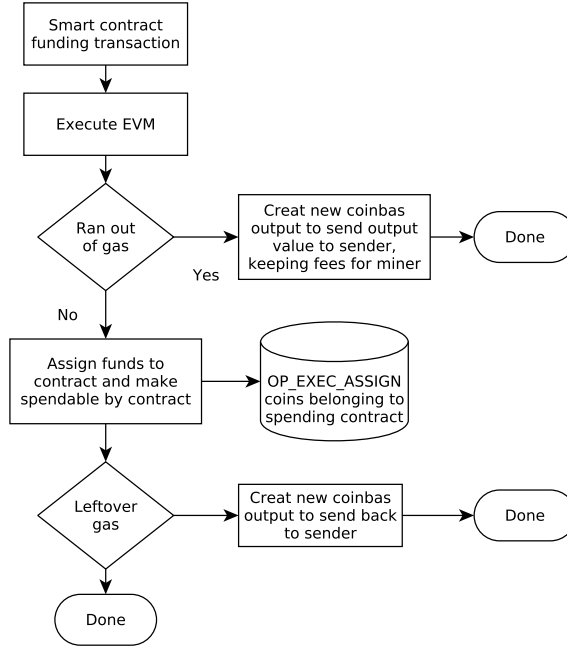 Smart contract
funding transaction
Execute EVM
Ran out
of gas
Yes
Creat new coinbas
output to send output
value to sender,
keeping fees for miner
Done
No
Assign funds to
contract and make
spendable by contract
OP_EXEC_ASSIGN
coins belonging to
spending contract
Leftover
gas
Creat new coinbas
output to send back
to sender
Done
Done